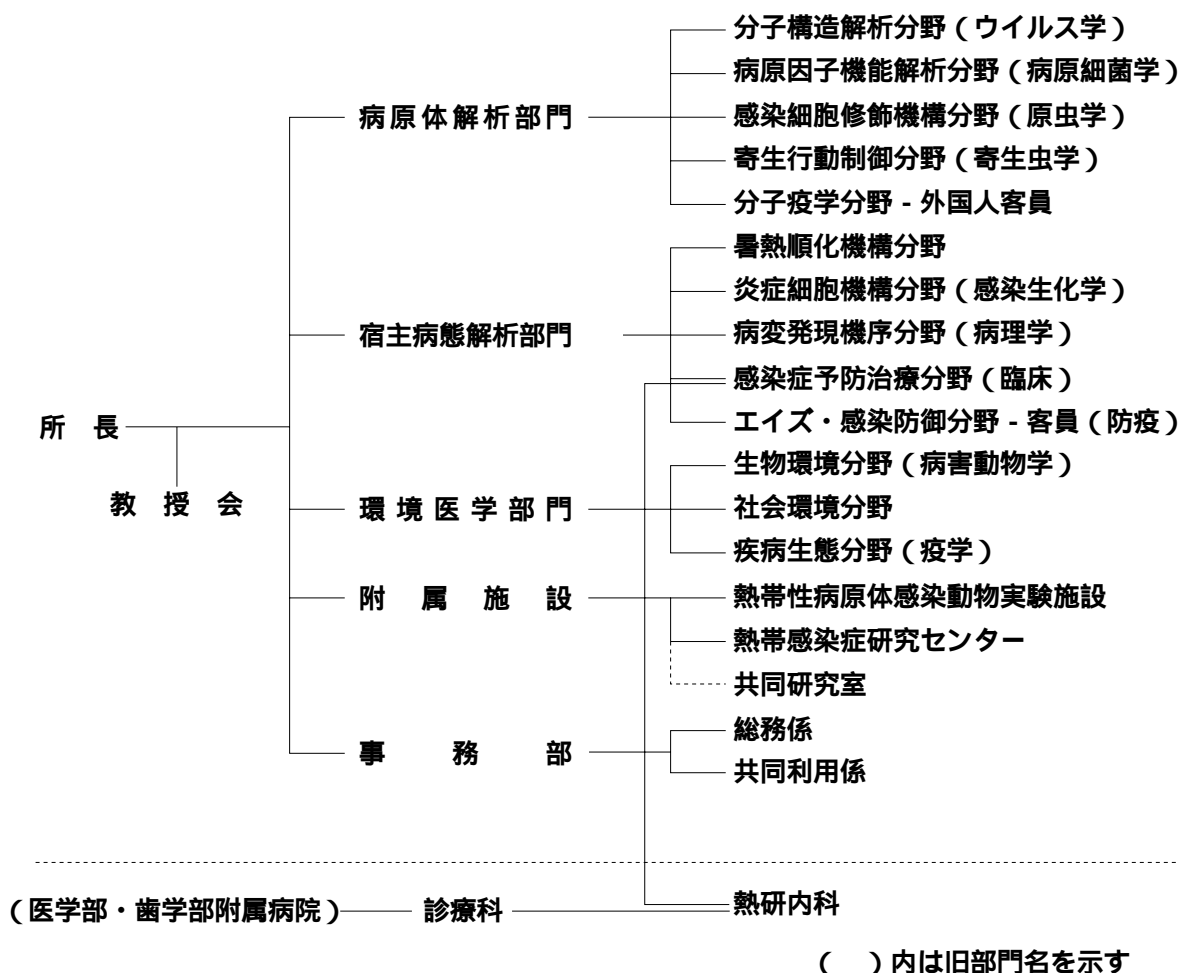 分子構造解析分野(ウイルス学)
病原因子機能解析分野(病原細菌学)
病原体解析部門
感染細胞修飾機構分野(原虫学)
寄生行動制御分野(寄生虫学)
分子疫学分野 - 外国人客員
暑熱順化機構分野
炎症細胞機構分野(感染生化学)
宿主病態解析部門
病変発現機序分野(病理学)
感染症予防治療分野(臨床)
エイズ・感染防御分野 - 客員(防疫)
所長
教授会
生物環境分野(病害動物学)
環境医学部門
社会環境分野
疾病生態分野(疫学)
附属施設
熱帯性病原体感染動物実験施設
熱帯感染症研究センター
共同研究室
事務部
総務係
共同利用係
(医学部・歯学部附属病院)
診療科
熱研内科
( )内は旧部門名を示す